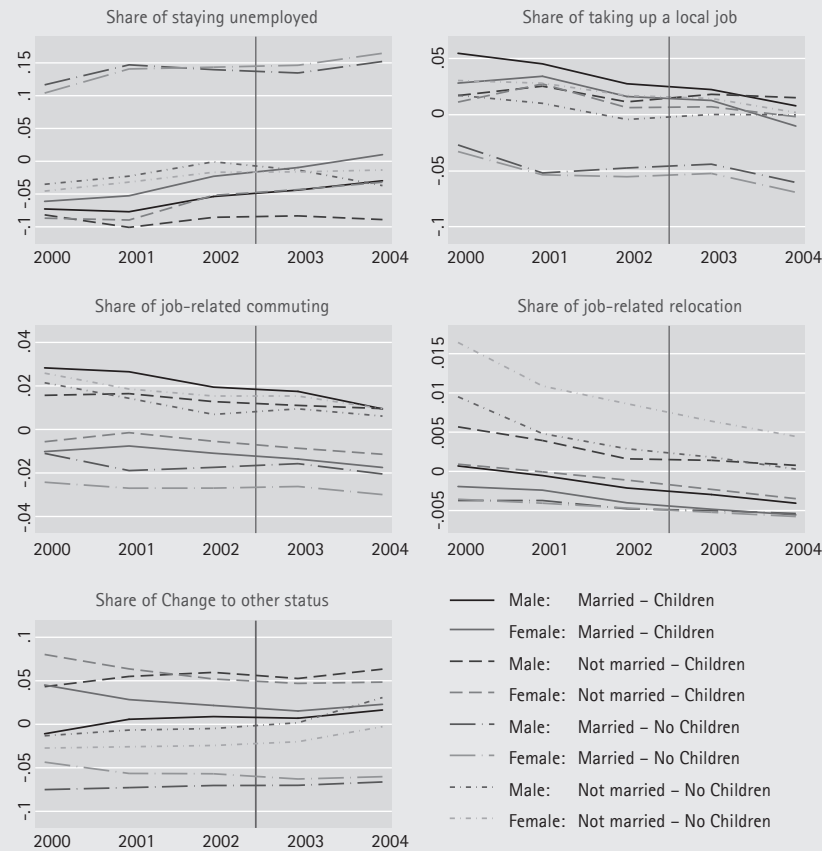 Share of staying unemployed
.15
.1
.05
0
-.05
-.1
2000 2001 2002 2003 2004
Share of taking up a local job
.05
0
-.05
-.1
2000 2001 2002 2003 2004
Share of job-related commuting
.04
.02
0
-.02
-.04
2000 2001 2002 2003 2004
Share of job-related relocation
.015
.01
.005
0
-.005
2000 2001 2002 2003 2004
Share of Change to other status
.1
.05
0
-.05
-.1
2000 2001 2002 2003 2004
Male: Married – Children
Female: Married – Children
Male: Not married – Children
Female: Not married – Children
Male: Married – No Children
Female: Married – No Children
Male: Not married – No Children
Female: Not married – No Children